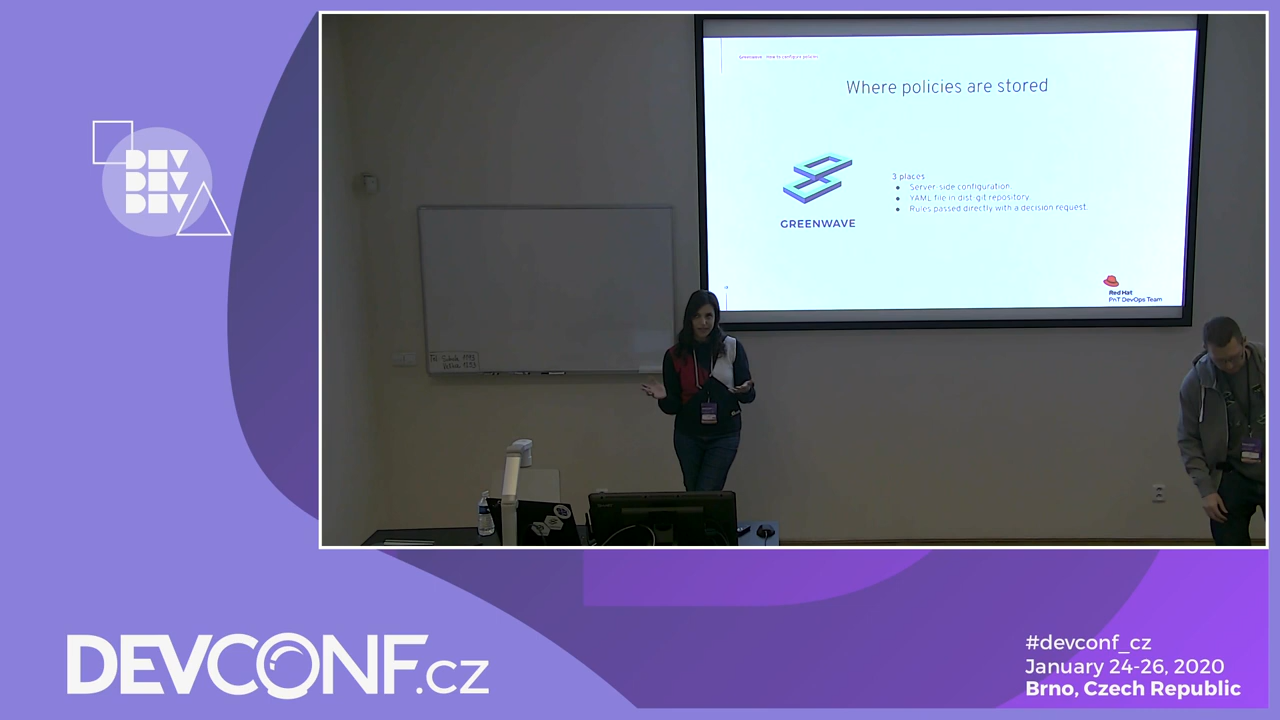 DEV
DEV
DEV
Greenwave - How to configure policies
Where policies are stored
GREENWAVE
3 places
● Server-side configuration.
● YAML file in dist-git repository
● Rules passed directly with a decision request.
Red Hat
PnT DevOps Team
DEVCONF.cz
#devconf_cz
January 24-26, 2020
Brno, Czech Republic